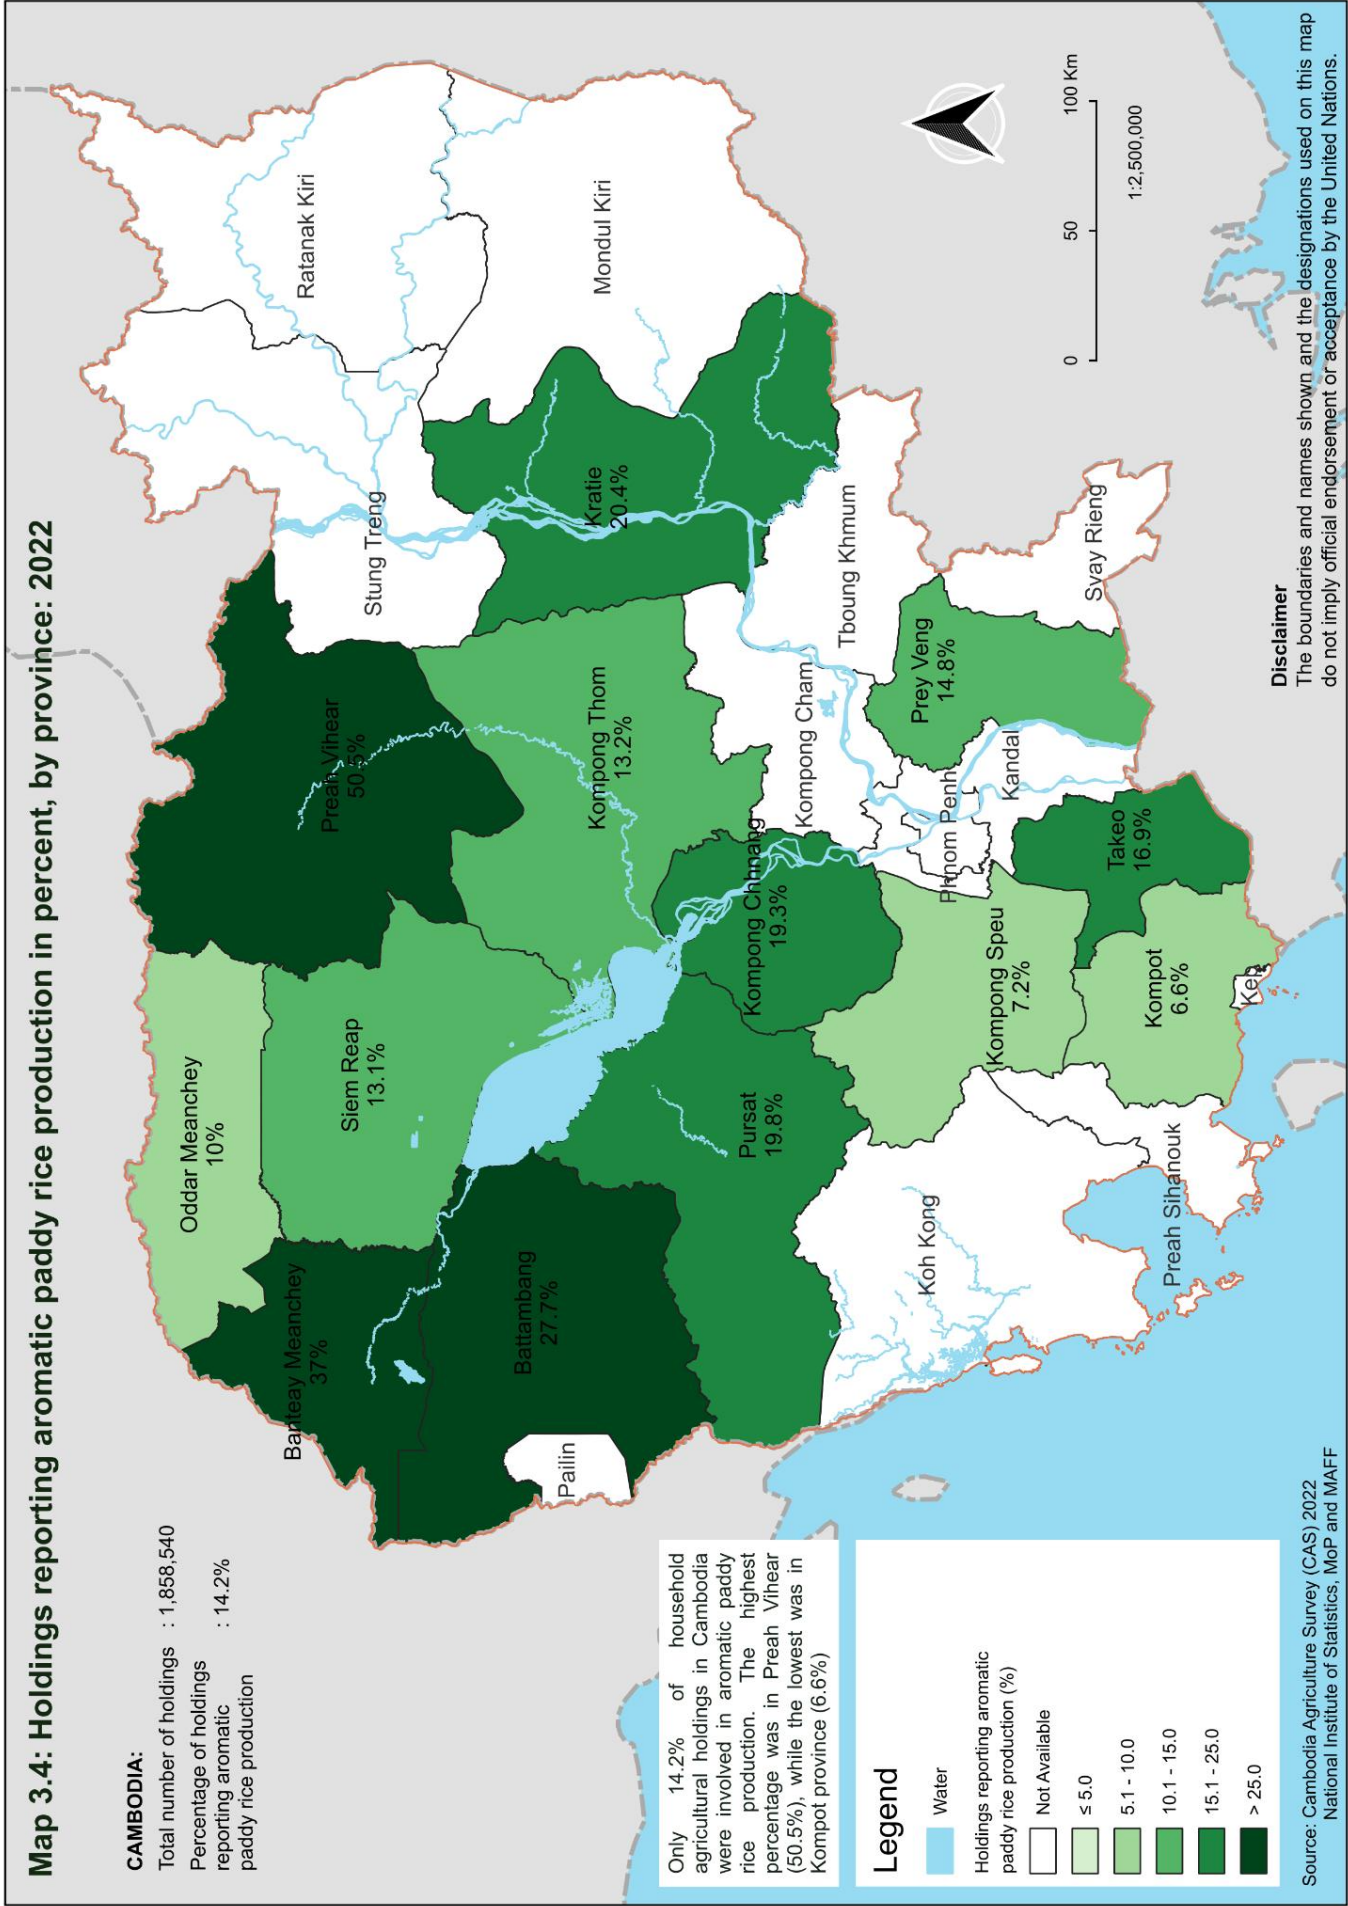 Map 3.4: Holdings reporting aromatic paddy rice production in percent, by province: 2022
CAMBODIA:
Total number of holdings : 1,858,540
Percentage of holdings
reporting aromatic : 14.2%
paddy rice production
Oddar Meanchey
10%
Banteay Meanchey
37%
Siem Reap
13.1%
Preah Vihear
50.5%
Stung Treng
Ratanak Kiri
Battambang
27.7%
Pailin
Kompong Thom
13.2%
Kratie
20.4%
Mondul Kiri
Pursat
19.8%
Kompong Chhnang
19.3%
Kompong Cham
Tboung Khmum
Koh Kong
Kompong Speu
7.2%
Phnom Penh
Kandal
Prey Veng
14.8%
Svay Rieng
Preah Sihanouk
Kompot
6.6%
Kep
Takeo
16.9%
Only 14.2% of household
agricultural holdings in Cambodia
were involved in aromatic paddy
rice production. The highest
percentage was in Preah Vihear
(50.5%), while the lowest was in
Kompot province (6.6%)
Legend
Water
Holdings reporting aromatic
paddy rice production (%)
Not Available
≤ 5.0
5.1 - 10.0
10.1 - 15.0
15.1 - 25.0
> 25.0
0 50 100 Km
1:2,500,000
Source: Cambodia Agriculture Survey (CAS) 2022
National Institute of Statistics, MoP and MAFF
Disclaimer
The boundaries and names shown and the designations used on this map
do not imply official endorsement or acceptance by the United Nations.